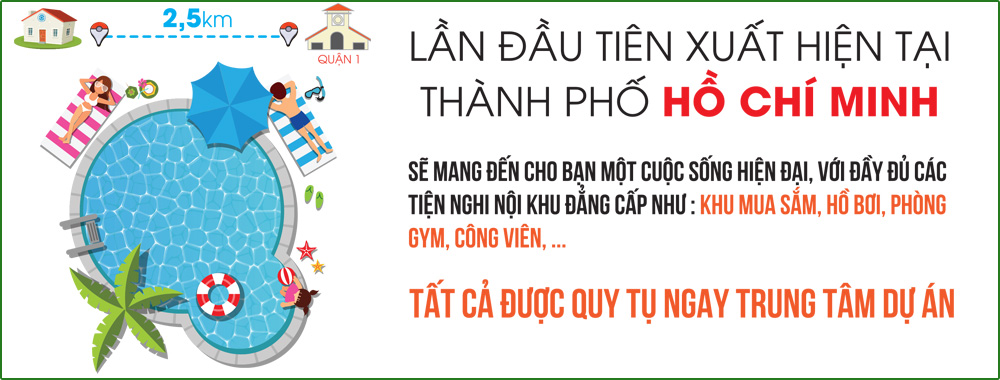 2,5km
QUẬN 1
LẦN ĐẦU TIÊN XUẤT HIỆN TẠI
THÀNH PHỐ HỒ CHÍ MINH
SẼ MANG ĐẾN CHO BẠN MỘT CUỘC SỐNG HIỆN ĐẠI, VỚI ĐẦY ĐỦ CÁC
TIỆN NGHI NỘI KHU ĐẲNG CẤP NHƯ : KHU MUA SẮM, HỒ BƠI, PHÒNG
GYM, CÔNG VIÊN, ...
TẤT CẢ ĐƯỢC QUY TỤ NGAY TRUNG TÂM DỰ ÁN